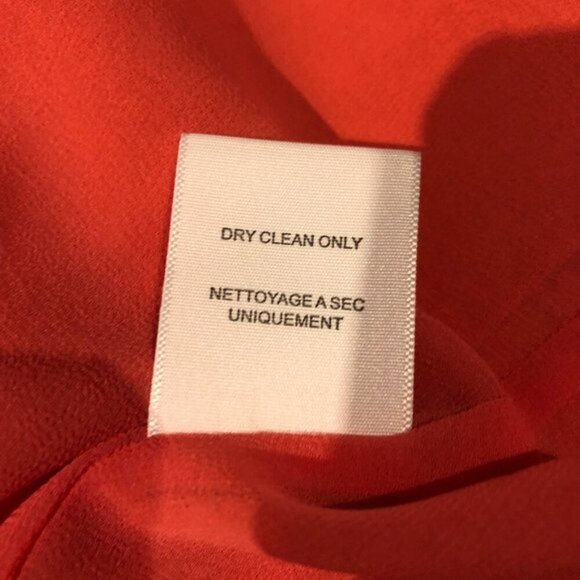 DRY CLEAN ONLY
NETTOYAGE A SEC
UNIQUEMENT